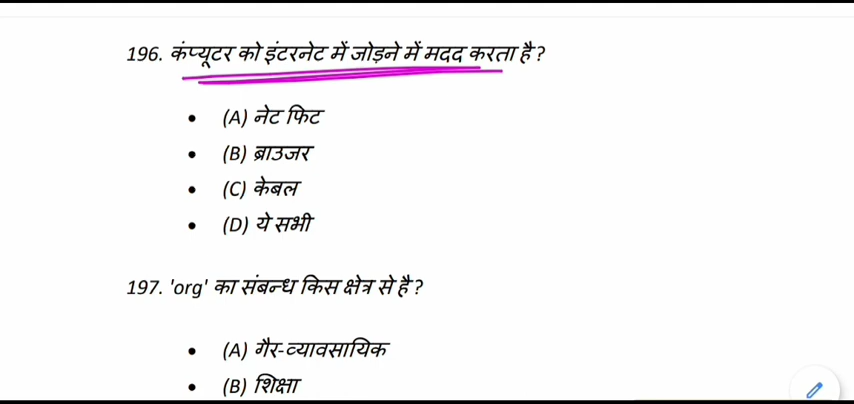 196. कंप्यूटर को इंटरनेट में जोड़ने में मदद करता है?
• (A) नेट फिट
• (B) ब्राउजर
• (C) केबल
• (D) ये सभी
197. 'org' का संबन्ध किस क्षेत्र से है?
• (A) गैर-व्यावसायिक
• (B) शिक्षा